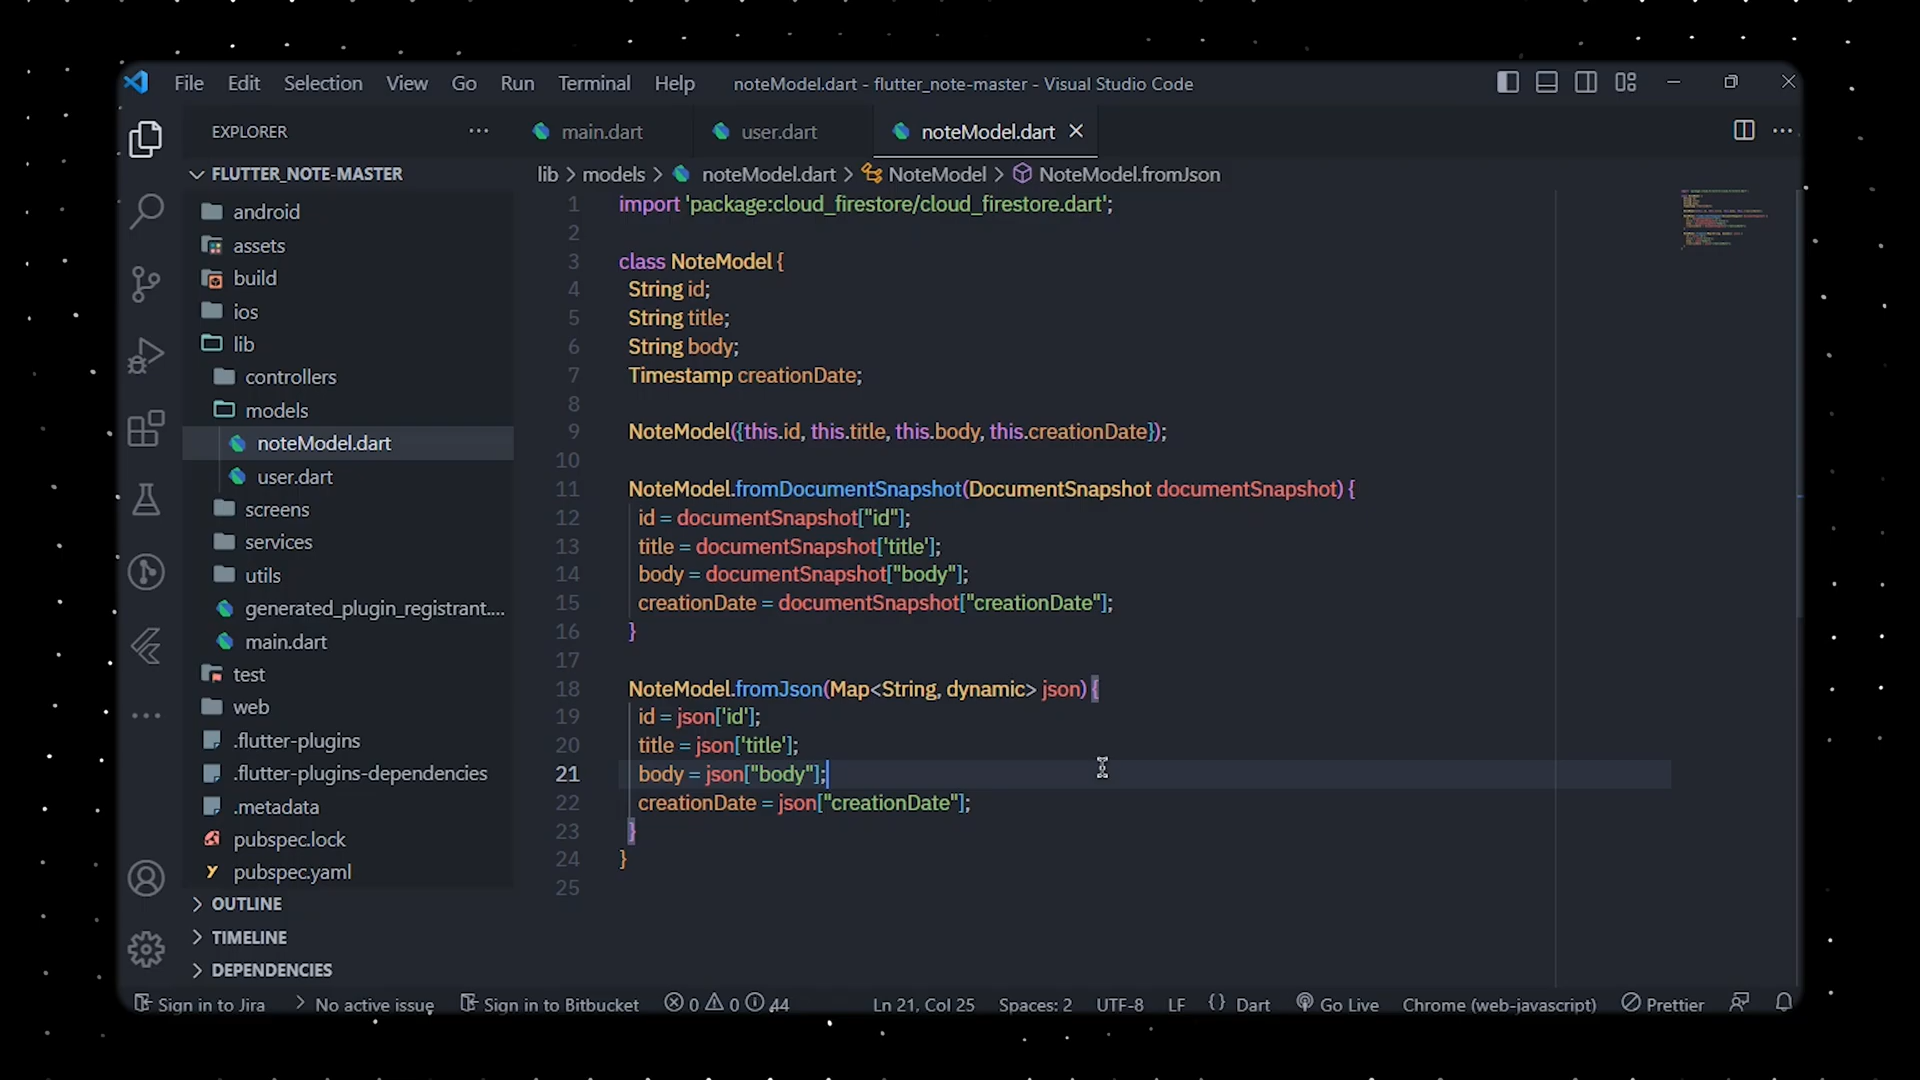 File Edit Selection View Go Run Terminal Help noteModel.dart - flutter_note-master - Visual Studio Code
EXPLORER
FLUTTER_NOTE-MASTER
android
assets
build
ios
lib
controllers
models
noteModel.dart
user.dart
screens
services
utils
generated_plugin_registrant....
main.dart
test
web
.flutter-plugins
.flutter-plugins-dependencies
.metadata
pubspec.lock
pubspec.yaml
OUTLINE
TIMELINE
DEPENDENCIES
main.dart user.dart noteModel.dart
lib > models > noteModel.dart > NoteModel > NoteModel.fromJson
1 import 'package:cloud_firestore/cloud_firestore.dart';
2
3 class NoteModel {
4 String id;
5 String title;
6 String body;
7 Timestamp creationDate;
8
9 NoteModel({this.id, this.title, this.body, this.creationDate});
10
11 NoteModel.fromDocumentSnapshot(DocumentSnapshot documentSnapshot) {
12 id = documentSnapshot["id"];
13 title = documentSnapshot['title'];
14 body = documentSnapshot["body"];
15 creationDate = documentSnapshot["creationDate"];
16 }
17
18 NoteModel.fromJson(Map<String, dynamic> json) {
19 id = json['id'];
20 title = json['title'];
21 body = json["body"];
22 creationDate = json["creationDate"];
23 }
24 }
25
Sign in to Jira No active issue Sign in to Bitbucket 0 0 44 Ln 21, Col 25 Spaces: 2 UTF-8 LF {} Dart Go Live Chrome (web-javascript) Prettier